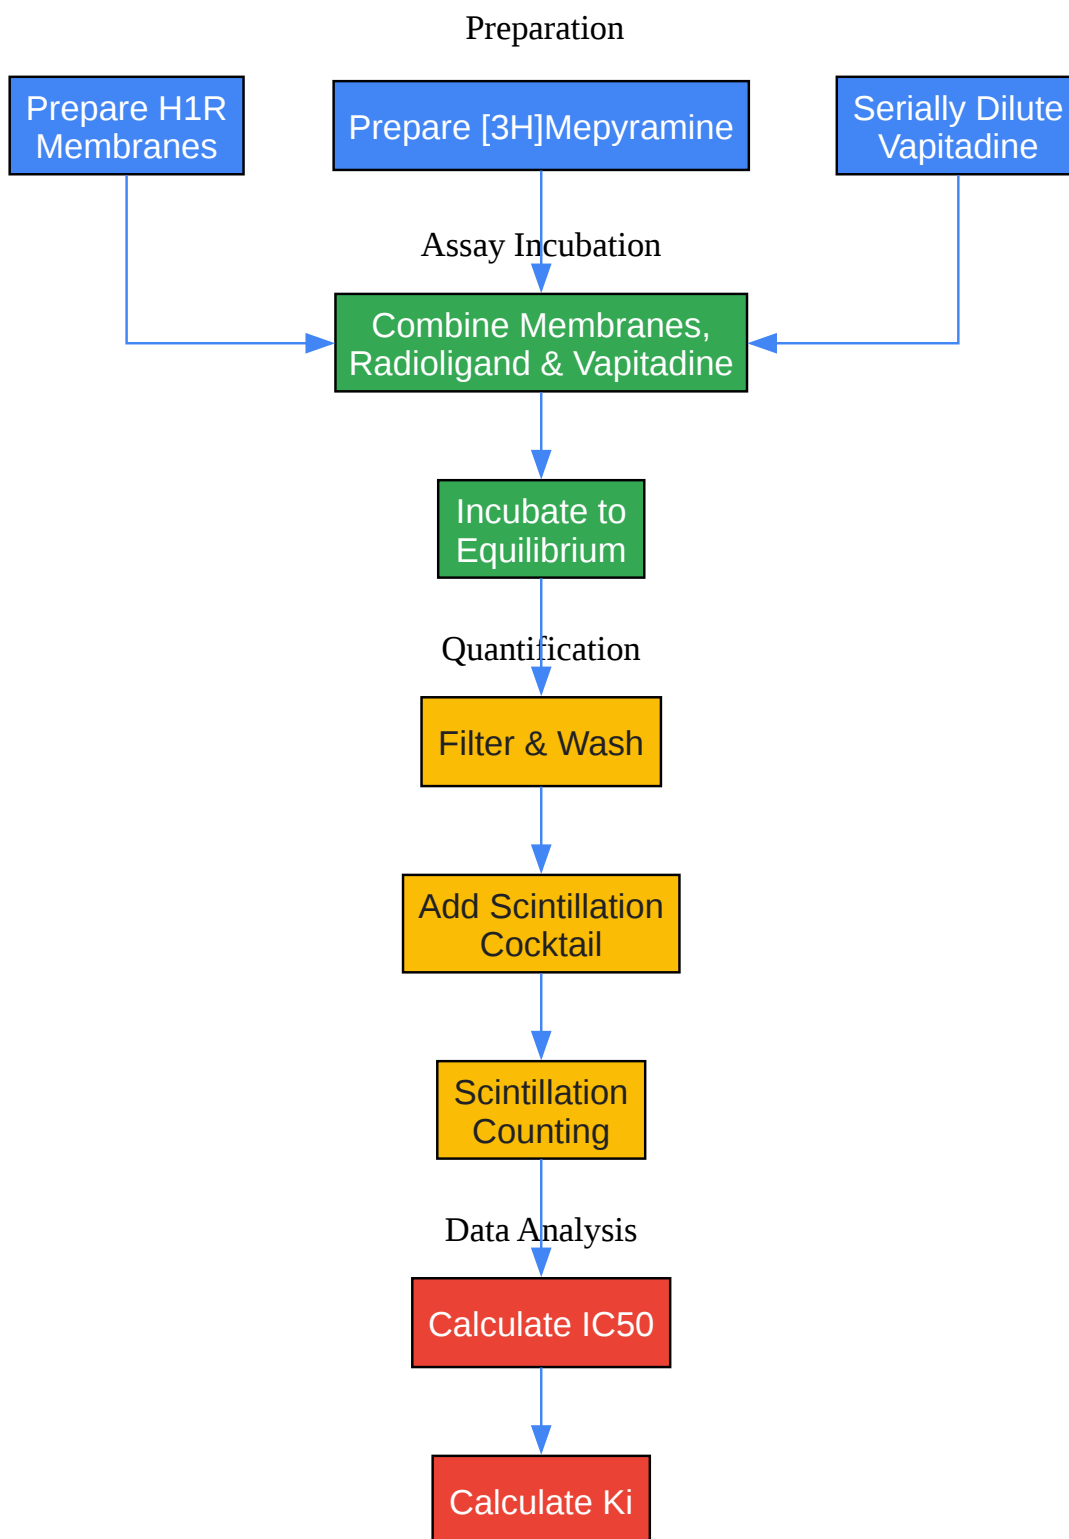 Preparation
Prepare H1R
Membranes
Prepare [3H]Mepyramine
Serially Dilute
Vapitadine
Assay Incubation
Combine Membranes,
Radioligand & Vapitadine
Incubate to
Equilibrium
Quantification
Filter & Wash
Add Scintillation
Cocktail
Scintillation
Counting
Data Analysis
Calculate IC50
Calculate Ki